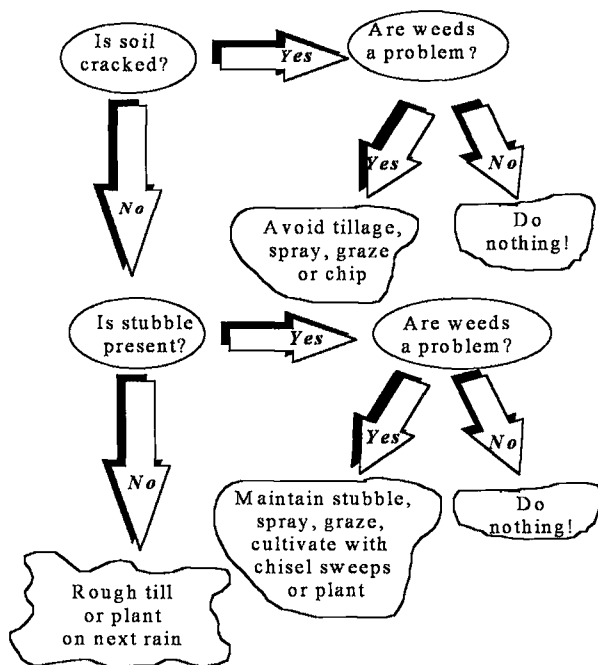 Is soil
cracked?
Yes
Are weeds
a problem?
No
Yes
No
Avoid tillage,
spray, graze
or chip
Do
nothing!
Is stubble
present?
Yes
Are weeds
a problem?
No
Yes
No
Maintain stubble,
spray, graze,
cultivate with
chisel sweeps
or plant
Do
nothing!
Rough till
or plant
on next rain